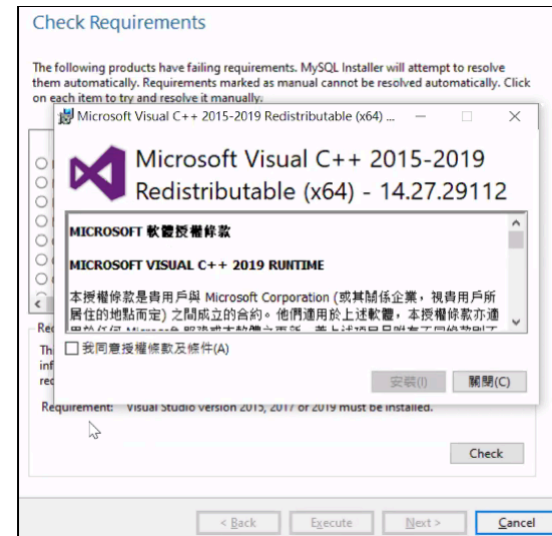 Check Requirements
The following products have failing requirements. MySQL Installer will attempt to resolve
them automatically. Requirements marked as manual cannot be resolved automatically. Click
on each item to try and resolve it manually.
Microsoft Visual C++ 2015-2019 Redistributable (x64) ...
Microsoft Visual C++ 2015-2019
Redistributable (x64) - 14.27.29112
MICROSOFT 軟體授權條款
MICROSOFT VISUAL C++ 2019 RUNTIME
本授權條款是貴用戶與 Microsoft Corporation (或其關係企業，視貴用戶所
居住的地點而定) 之間成立的合約。他們適用於上述軟體，本授權條款亦適
我同意授權條款及條件(A)
安裝(I)
關閉(C)
Requirement: Visual Studio version 2015, 2017 or 2019 must be installed.
Check
< Back
Execute
Next >
Cancel